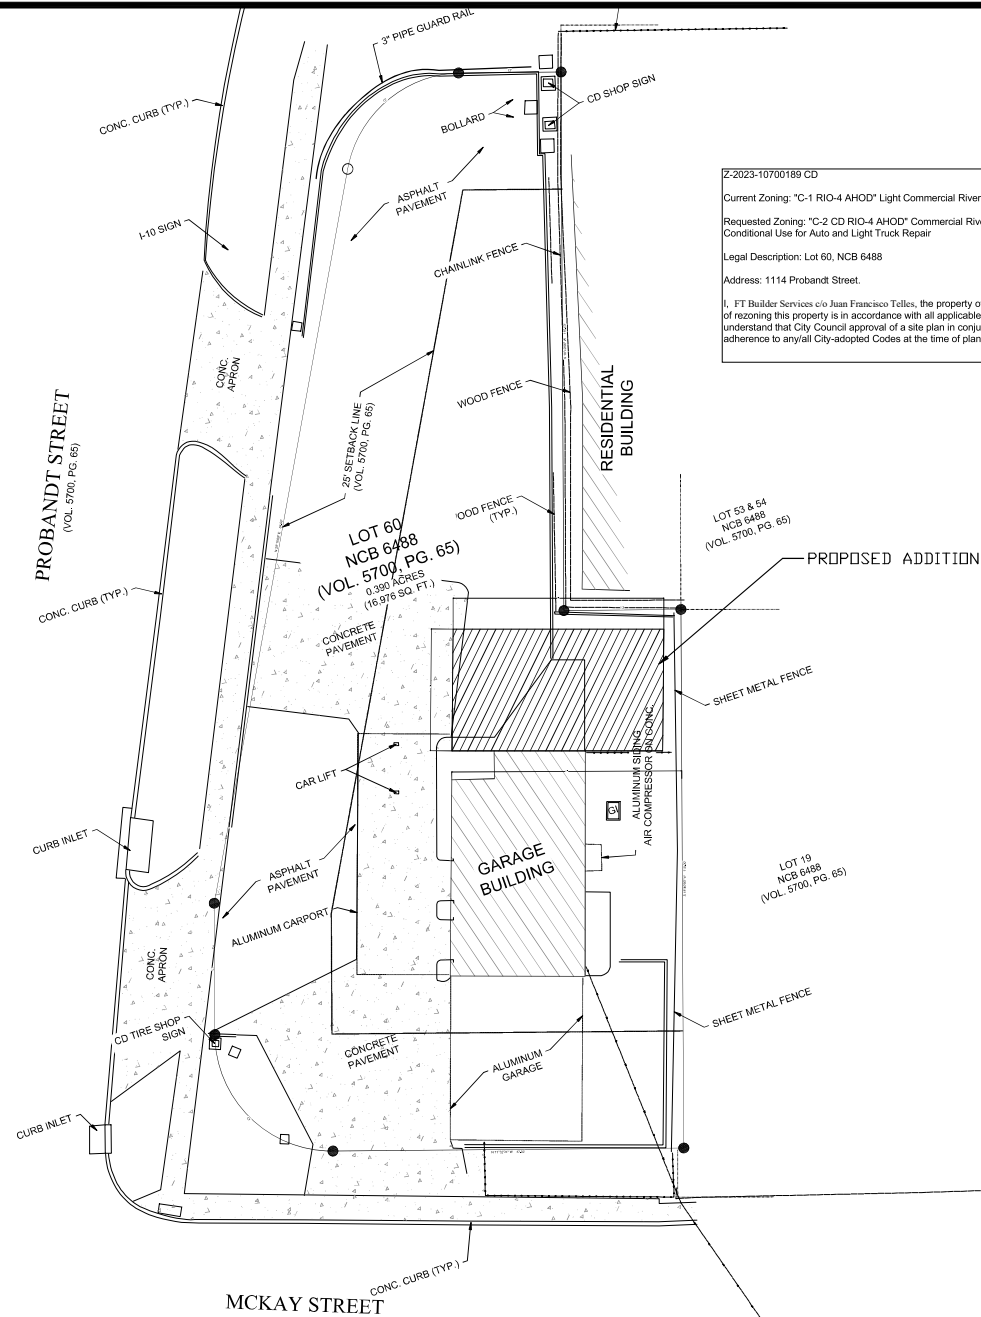 3" PIPE GUARD RAIL
CONC. CURB (TYP.)
CD SHOP SIGN
BOLLARD
ASPHALT
PAVEMENT
I-10 SIGN
CHAINLINK FENCE
Z-2023-10700189 CD
Current Zoning: "C-1 RIO-4 AHOD" Light Commercial River
Requested Zoning: "C-2 CD RIO-4 AHOD" Commercial Rive
Conditional Use for Auto and Light Truck Repair
Legal Description: Lot 60, NCB 6488
Address: 1114 Probandt Street.
I, FT Builder Services c/o Juan Francisco Telles, the property o
of rezoning this property is in accordance with all applicable
understand that City Council approval of a site plan in conju
adherence to any/all City-adopted Codes at the time of plan
CONC.
APRON
WOOD FENCE
RESIDENTIAL
BUILDING
PROBANDT STREET
(VOL. 5700, PG. 65)
25' SETBACK LINE
(VOL. 5700, PG. 65)
OOD FENCE
(TYP.)
LOT 53 & 54
NCB 6488
(VOL. 5700, PG. 65)
LOT 60
NCB 6488
(VOL. 5700, PG. 65)
0.390 ACRES
(16,976 SQ. FT.)
PROPOSED ADDITION
CONC. CURB (TYP.)
CONCRETE
PAVEMENT
SHEET METAL FENCE
ALUMINUM SIDING
AIR COMPRESSOR ON CONC.
CAR LIFT
CURB INLET
GARAGE
BUILDING
ASPHALT
PAVEMENT
LOT 19
NCB 6488
(VOL. 5700, PG. 65)
ALUMINUM CARPORT
CONC.
APRON
SHEET METAL FENCE
CD TIRE SHOP
SIGN
CONCRETE
PAVEMENT
ALUMINUM
GARAGE
CURB INLET
CONC. CURB (TYP.)
MCKAY STREET